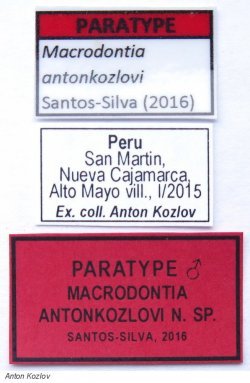 PARATYPE
Macrodontia
antonkozlovi
Santos-Silva (2016)
Peru
San Martin,
Nueva Cajamarca,
Alto Mayo vill., I/2015
Ex. coll. Anton Kozlov
PARATYPE ♂
MACRODONTIA
ANTONKOZLOVI N. SP.
SANTOS-SILVA, 2016
Anton Kozlov